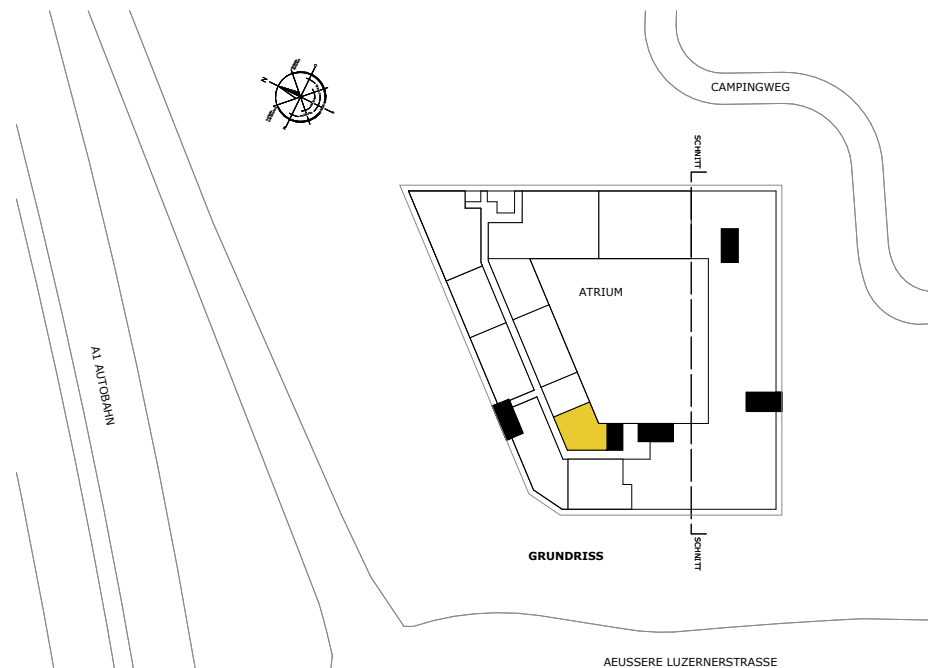 N
CAMPINGWEG
SCHNITT
ATRIUM
A1 AUTOBAHN
GRUNDRISS
SCHNITT
AEUSSERE LUZERNERSTRASSE